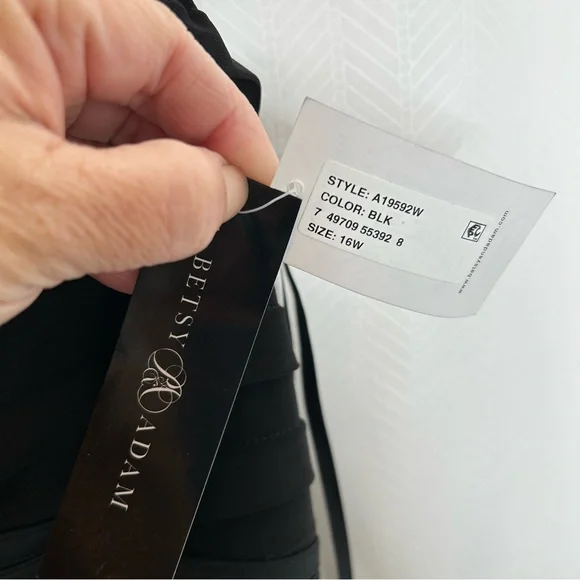 STYLE: A19592W
COLOR: BLK
7 49709 55392 8
SIZE: 16W
www.betsyandadam.com
BETSY
ADAM